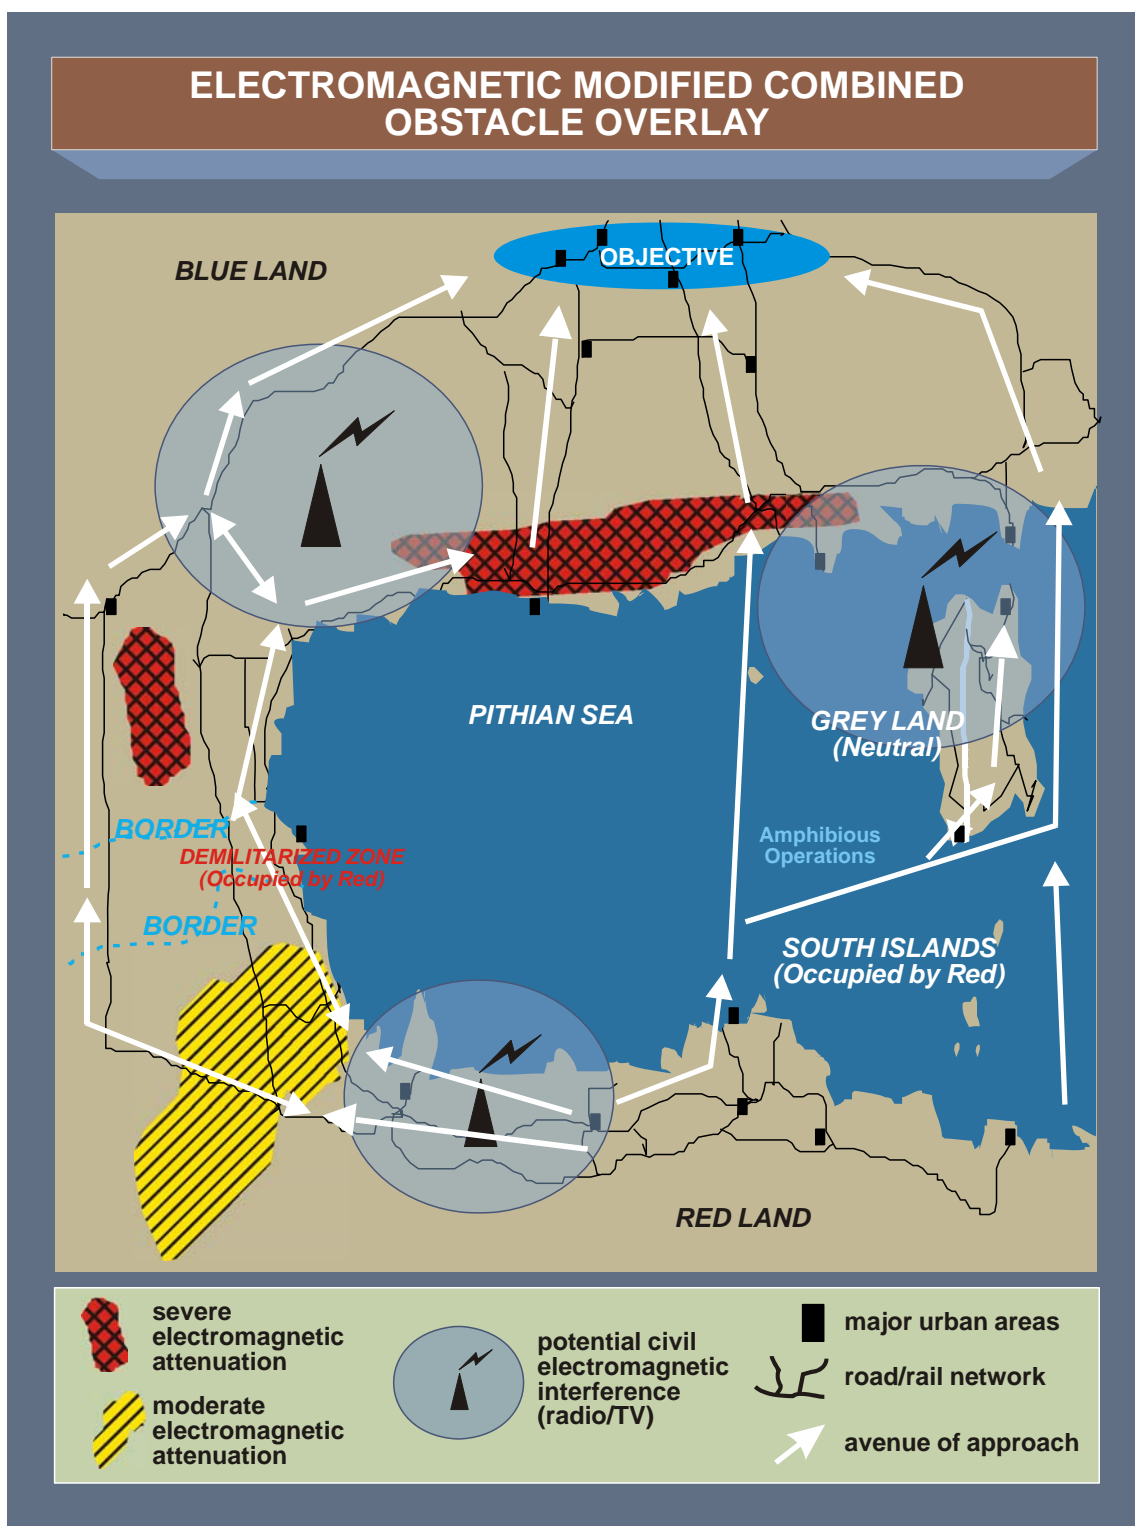 ELECTROMAGNETIC MODIFIED COMBINED
OBSTACLE OVERLAY
BLUE LAND
OBJECTIVE
PITHIAN SEA
GREY LAND
(Neutral)
BORDER
DEMILITARIZED ZONE
(Occupied by Red)
Amphibious
Operations
BORDER
SOUTH ISLANDS
(Occupied by Red)
RED LAND
severe
electromagnetic
attenuation
moderate
electromagnetic
attenuation
potential civil
electromagnetic
interference
(radio/TV)
major urban areas
road/rail network
avenue of approach